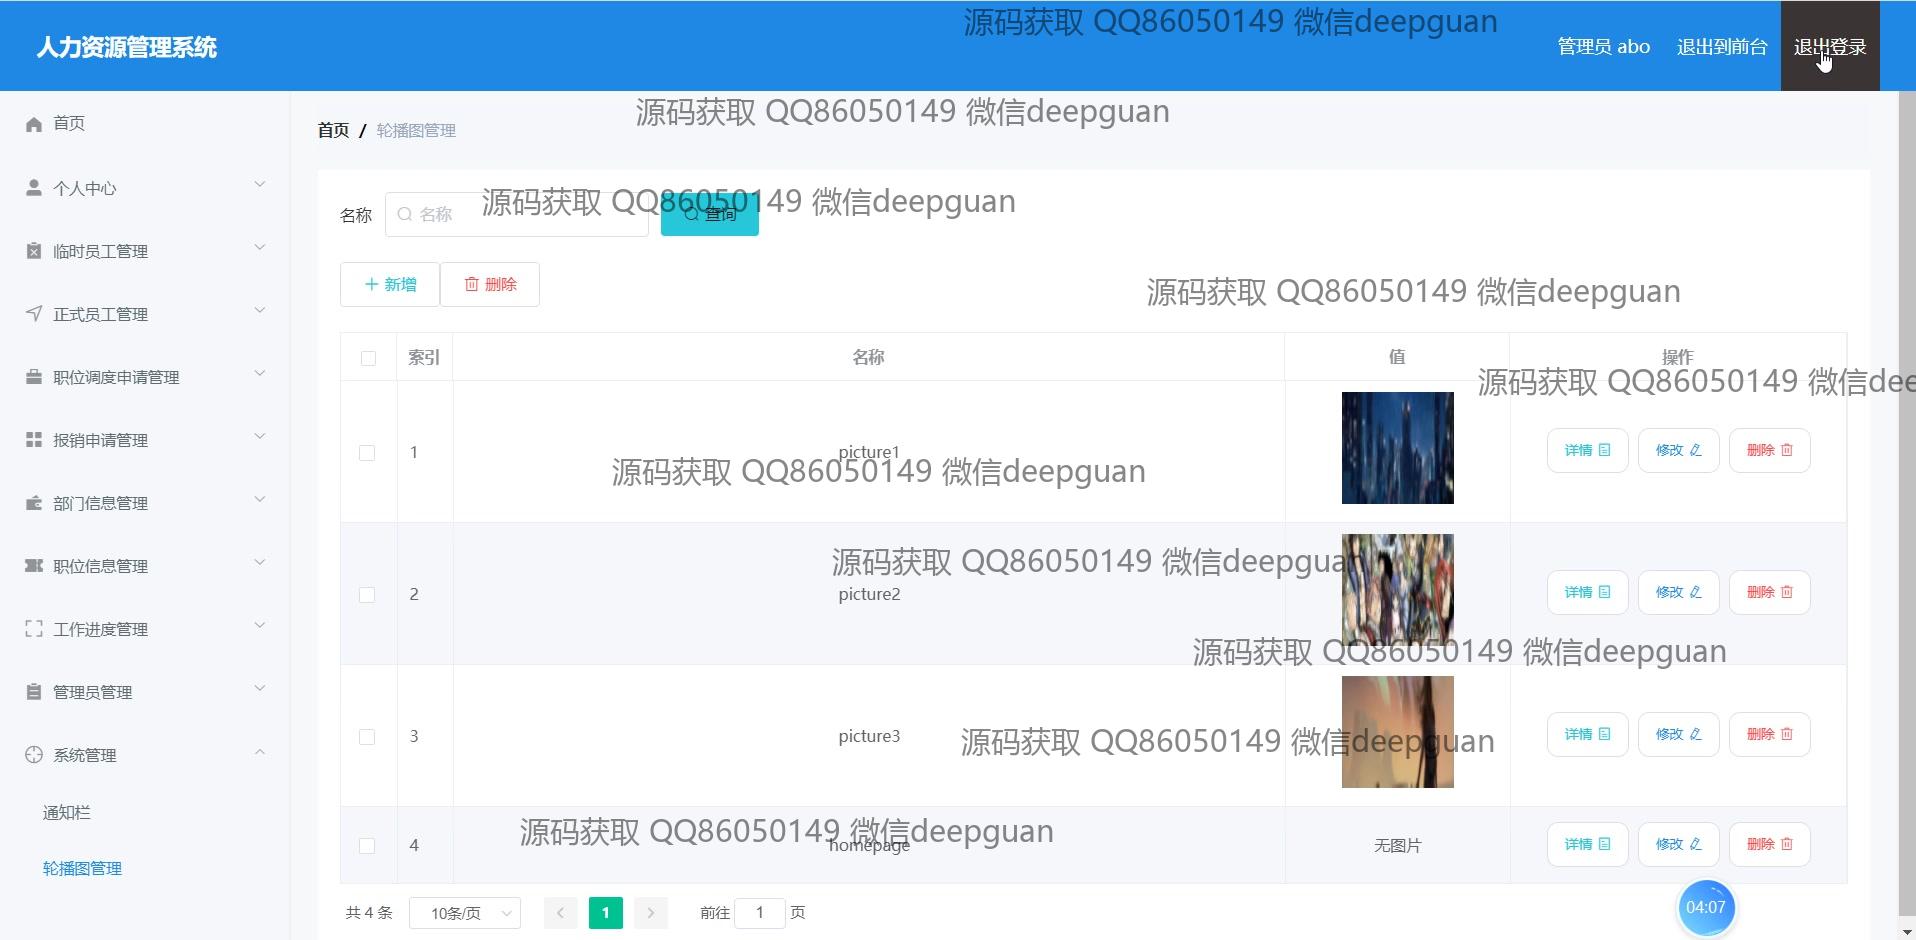 源码获取 QQ86050149 微信deepguan
人力资源管理系统
管理员 abo
退出到前台
退出登录
源码获取 QQ86050149 微信deepguan
首页 / 轮播图管理
首页
个人中心
临时员工管理
正式员工管理
职位调度申请管理
报销申请管理
部门信息管理
职位信息管理
工作进度管理
管理员管理
系统管理
通知栏
轮播图管理
源码获取 QQ86050149 微信deepguan
名称 名称 查询
新增 删除
源码获取 QQ86050149 微信deepguan
索引 名称 值 操作
源码获取 QQ86050149 微信dee
1 picture1 详情 修改 删除
源码获取 QQ86050149 微信deepguan
源码获取 QQ86050149 微信deepguan
2 picture2 详情 修改 删除
源码获取 QQ86050149 微信deepguan
3 picture3 详情 修改 删除
源码获取 QQ86050149 微信deepguan
源码获取 QQ86050149 微信deepguan
4 homepage 无图片 详情 修改 删除
共 4 条 10条/页 1 前往 1 页
04:07